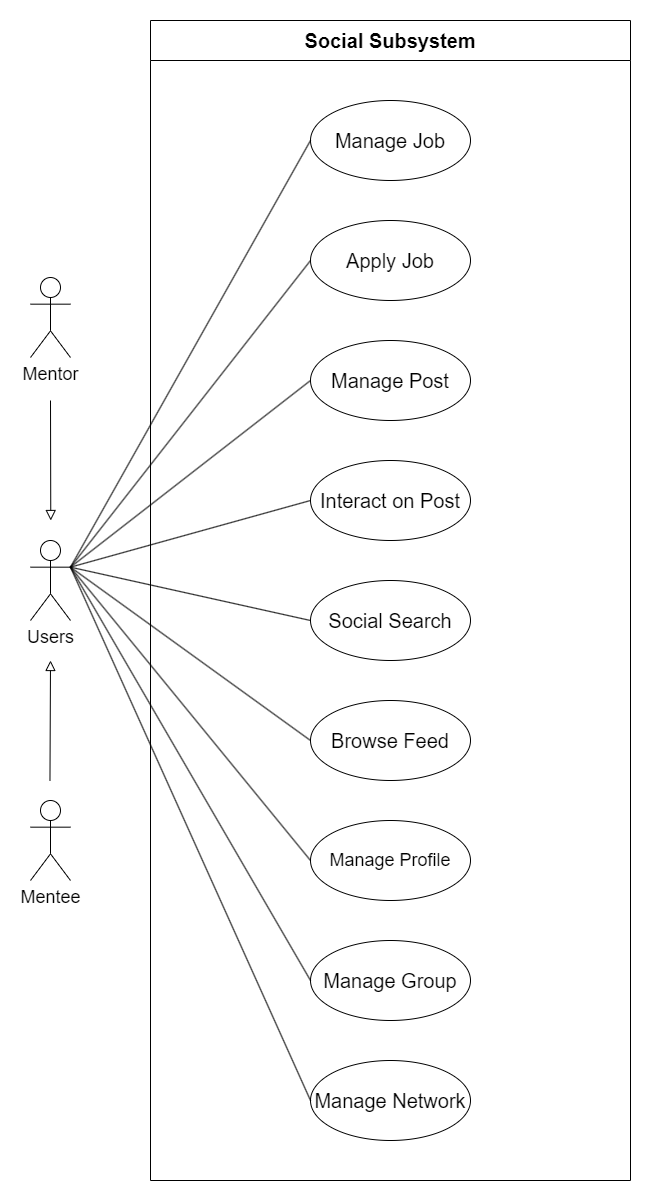 Social Subsystem
Manage Job
Apply Job
Mentor
Manage Post
Interact on Post
Users
Social Search
Browse Feed
Manage Profile
Mentee
Manage Group
Manage Network